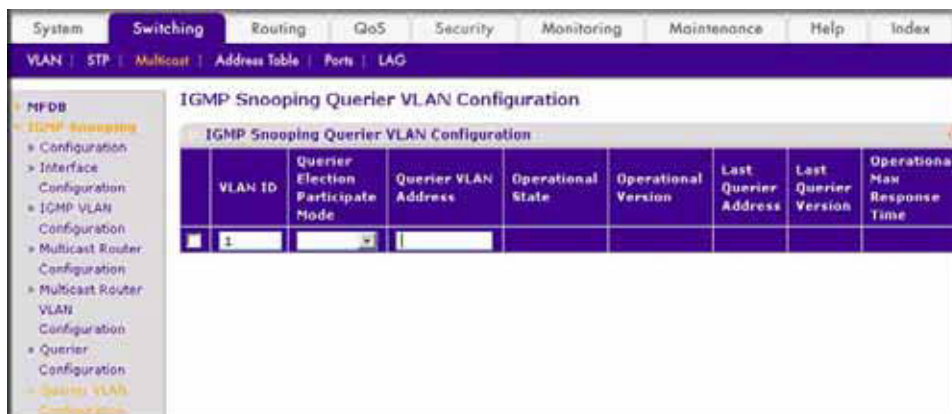 System Switching Routing QoS Security Monitoring Maintenance Help Index
VLAN | STP | Multicast | Address Table | Ports | LAG
MFDB
IGMP Snooping
» Configuration
» Interface
Configuration
» IGMP VLAN
Configuration
» Multicast Router
Configuration
» Multicast Router
VLAN
Configuration
» Querier
Configuration
» Querier VLAN
Configuration
IGMP Snooping Querier VLAN Configuration
IGMP Snooping Querier VLAN Configuration
VLAN ID
Querier
Election
Participate
Mode
Querier VLAN
Address
Operational
State
Operational
Version
Last
Querier
Address
Last
Querier
Version
Operationa
Max
Response
Time
1